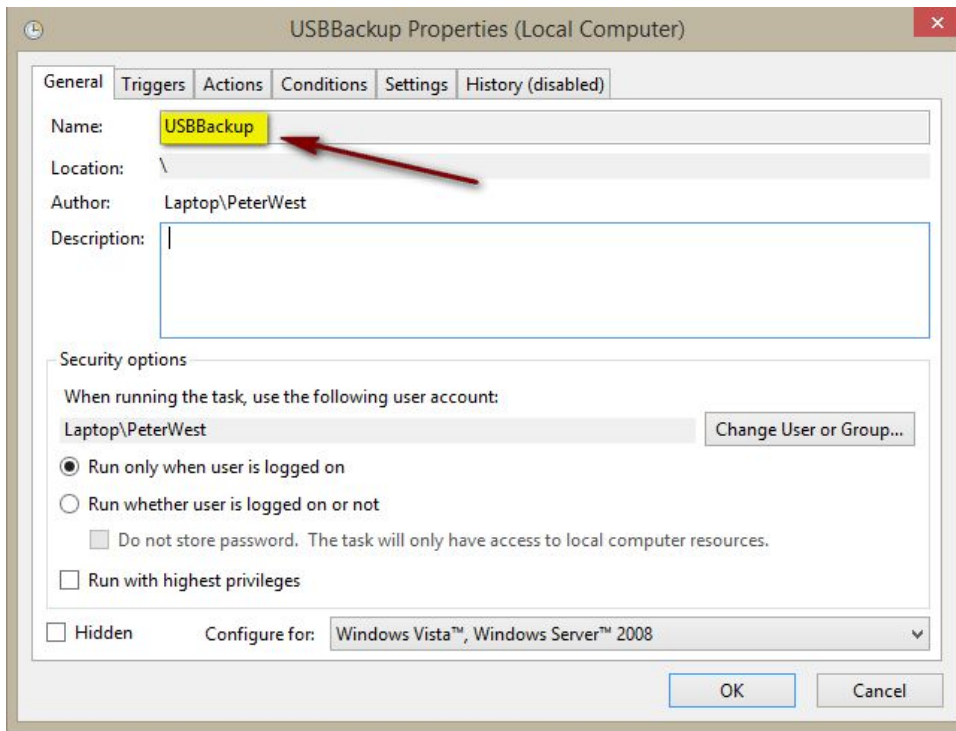 USBBackup Properties (Local Computer)
General Triggers Actions Conditions Settings History (disabled)
Name: USBBackup
Location: \
Author: Laptop\PeterWest
Description:
Security options
When running the task, use the following user account:
Laptop\PeterWest Change User or Group...
Run only when user is logged on
Run whether user is logged on or not
Do not store password. The task will only have access to local computer resources.
Run with highest privileges
Hidden Configure for: Windows Vista™, Windows Server™ 2008
OK Cancel